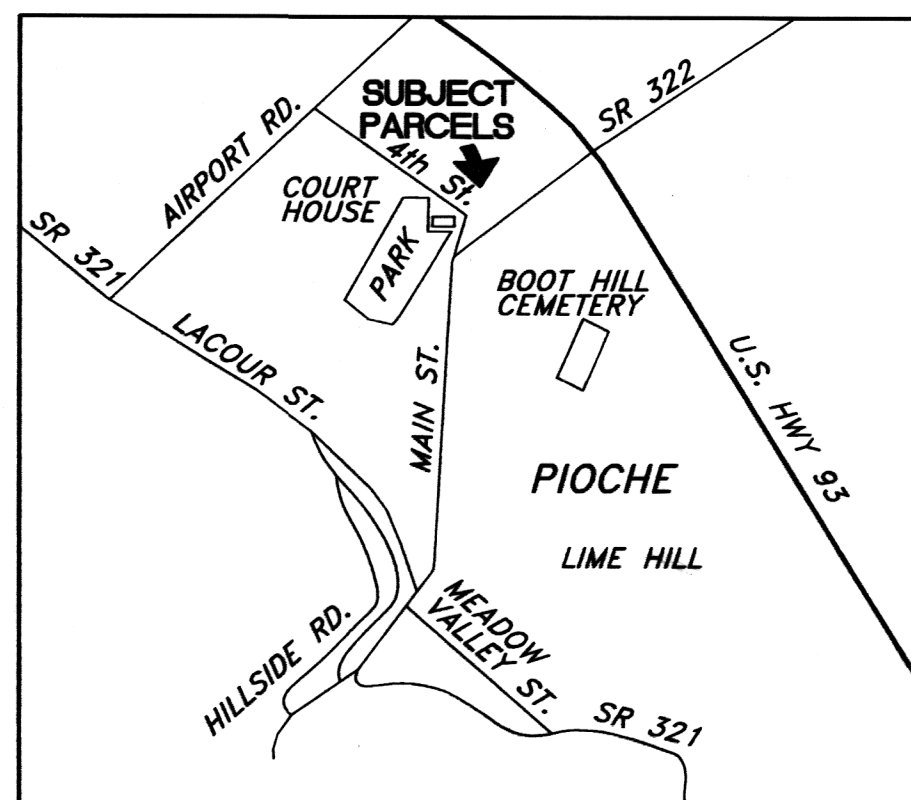 SUBJECT
PARCELS
SR 322
AIRPORT RD.
4th St.
COURT
HOUSE
SR 321
PARK
BOOT HILL
CEMETERY
LACOUR ST.
MAIN ST.
U.S. HWY 93
PIOCHE
LIME HILL
MEADOW
VALLEY ST.
HILLSIDE RD.
SR 321